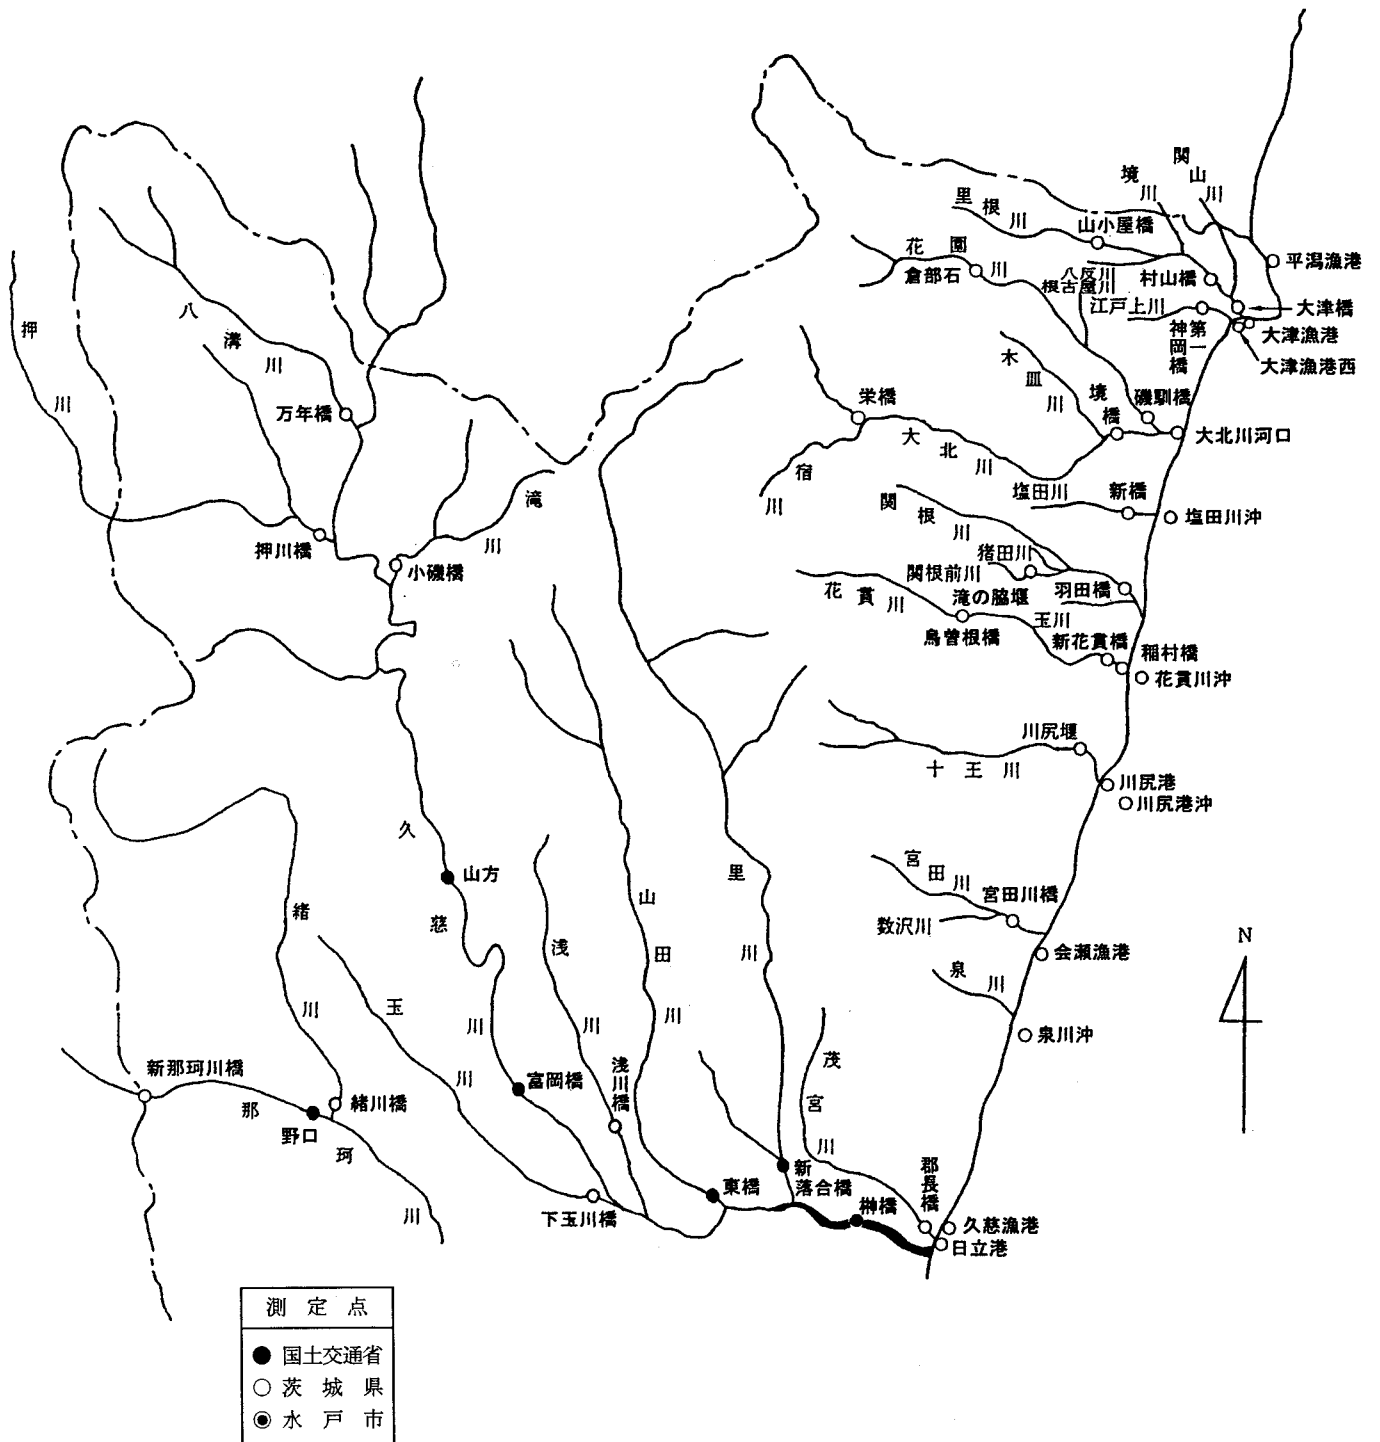 関山川
境川
里根川
山小屋橋
花園川
倉部石
八反川
根古屋川
村山橋
平潟漁港
江戸上川
大津橋
第一神岡橋
大津漁港
大津漁港西
押川
八溝川
万年橋
木皿川
境橋
磯馴橋
栄橋
大北川
大北川河口
宿川
滝川
塩田川
新橋
塩田川沖
関根川
押川橋
小磯橋
猪田川
関根前川
羽田橋
花貫川
滝の脇堰
玉川
鳥曽根橋
新花貫橋
稲村橋
花貫川沖
川尻堰
十王川
川尻港
川尻港沖
久慈川
山方
里川
山田川
宮田川
宮田川橋
数沢川
会瀬漁港
緒川
浅川
泉川
泉川沖
N
玉川
茂宮川
新那珂川橋
那珂川
緒川橋
野口
富岡橋
浅川橋
下玉川橋
東橋
新落合橋
榊橋
郡長橋
久慈漁港
日立港
測定点
● 国土交通省
○ 茨城県
◉ 水戸市